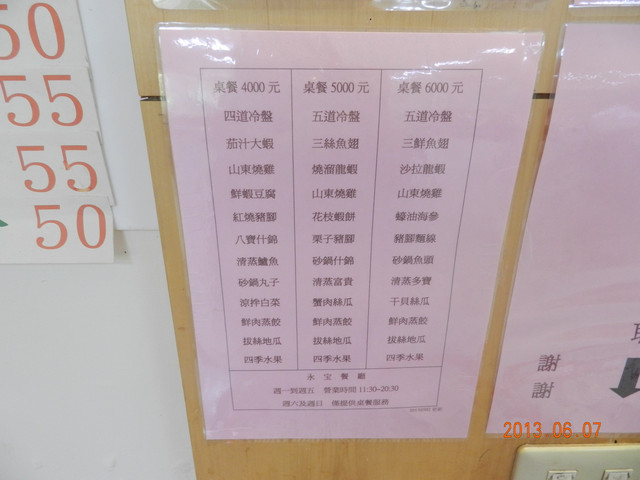 50
55
55
50
桌餐 4000 元 桌餐 5000 元 桌餐 6000 元
四道冷盤 五道冷盤 五道冷盤
茄汁大蝦 三絲魚翅 三鮮魚翅
山東燒雞 燒溜龍蝦 沙拉龍蝦
鮮蝦豆腐 山東燒雞 山東燒雞
紅燒豬腳 花枝蝦餅 蠔油海參
八寶什錦 栗子豬腳 豬腳麵線
清蒸鱸魚 砂鍋什錦 砂鍋魚頭
砂鍋丸子 清蒸富貴 清蒸多寶
涼拌白菜 蟹肉絲瓜 干貝絲瓜
鮮肉蒸餃 鮮肉蒸餃 鮮肉蒸餃
拔絲地瓜 拔絲地瓜 拔絲地瓜
四季水果 四季水果 四季水果
永 宝 餐 廳
週一到週五 營業時間 11:30~20:30
週六及週日 僅提供桌餐服務
謝
謝
2013.06.07